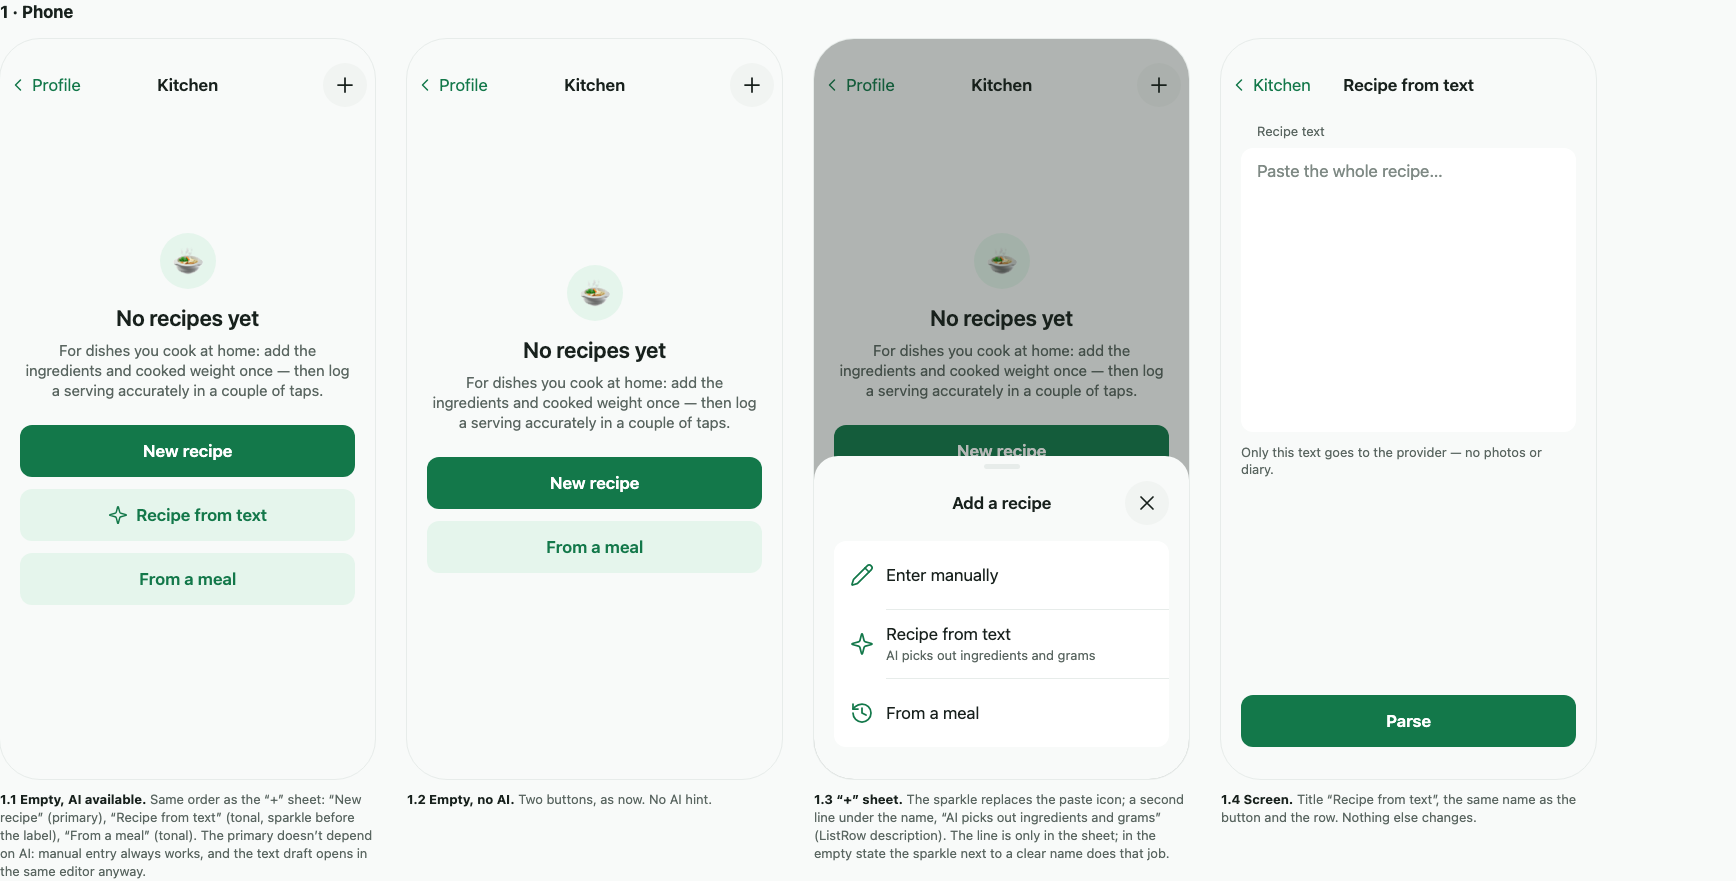 1 · Phone
Profile
Kitchen
No recipes yet
For dishes you cook at home: add the
ingredients and cooked weight once — then log
a serving accurately in a couple of taps.
New recipe
Recipe from text
From a meal
1.1 Empty, AI available. Same order as the “+” sheet: “New
recipe” (primary), “Recipe from text” (tonal, sparkle before
the label), “From a meal” (tonal). The primary doesn’t depend
on AI: manual entry always works, and the text draft opens in
the same editor anyway.
Profile
Kitchen
No recipes yet
For dishes you cook at home: add the
ingredients and cooked weight once — then log
a serving accurately in a couple of taps.
New recipe
From a meal
1.2 Empty, no AI. Two buttons, as now. No AI hint.
Profile
Kitchen
No recipes yet
For dishes you cook at home: add the
ingredients and cooked weight once — then log
a serving accurately in a couple of taps.
New recipe
Add a recipe
Enter manually
Recipe from text
AI picks out ingredients and grams
From a meal
1.3 “+” sheet. The sparkle replaces the paste icon; a second
line under the name, “AI picks out ingredients and grams”
(ListRow description). The line is only in the sheet; in the
empty state the sparkle next to a clear name does that job.
Kitchen
Recipe from text
Recipe text
Paste the whole recipe...
Only this text goes to the provider — no photos or
diary.
Parse
1.4 Screen. Title “Recipe from text”, the same name as the
button and the row. Nothing else changes.